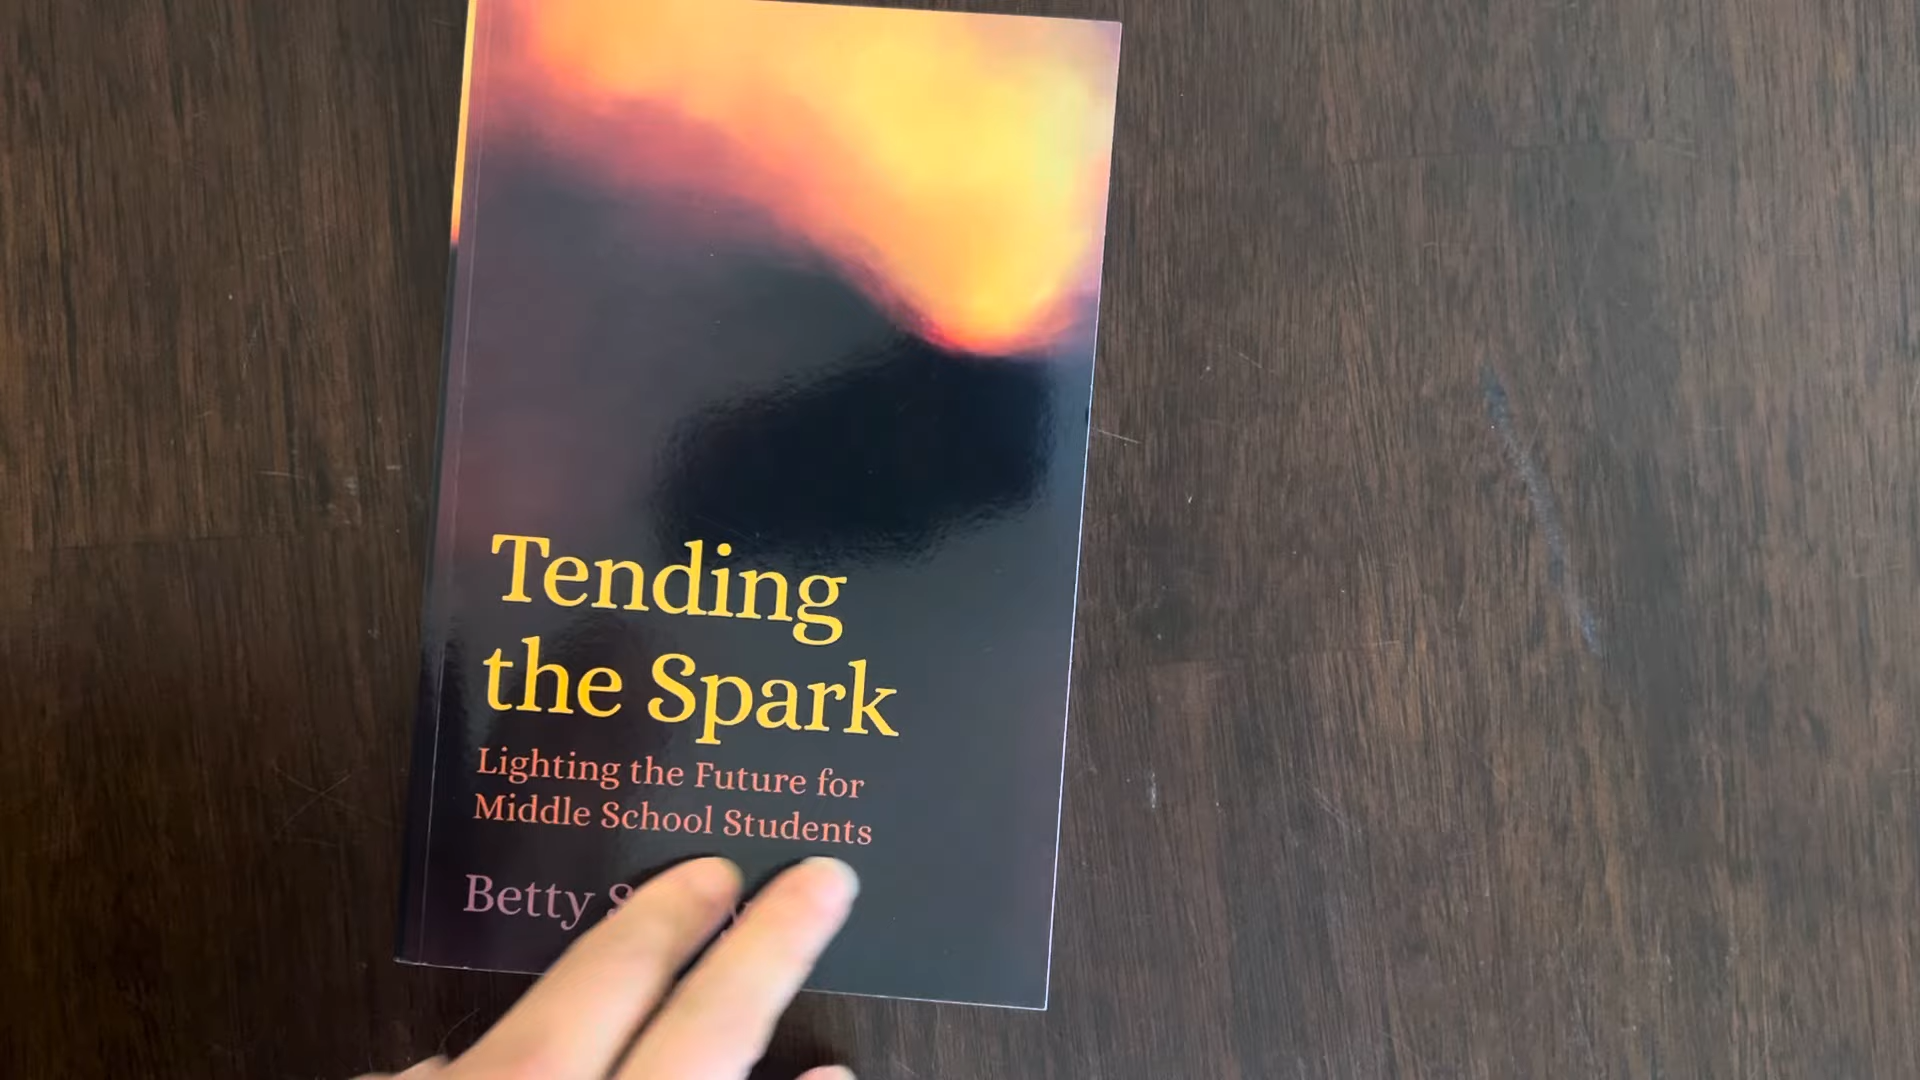 Tending
the Spark
Lighting the Future for
Middle School Students
Betty